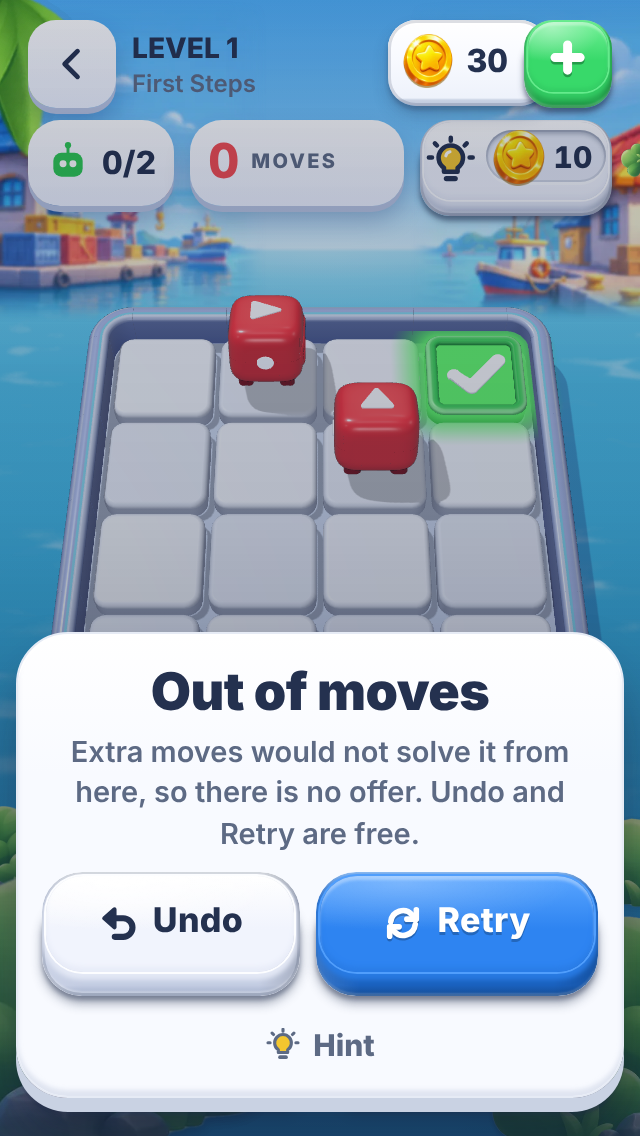 LEVEL 1
First Steps
30
0/2
0 MOVES
10
Out of moves
Extra moves would not solve it from
here, so there is no offer. Undo and
Retry are free.
Undo
Retry
Hint